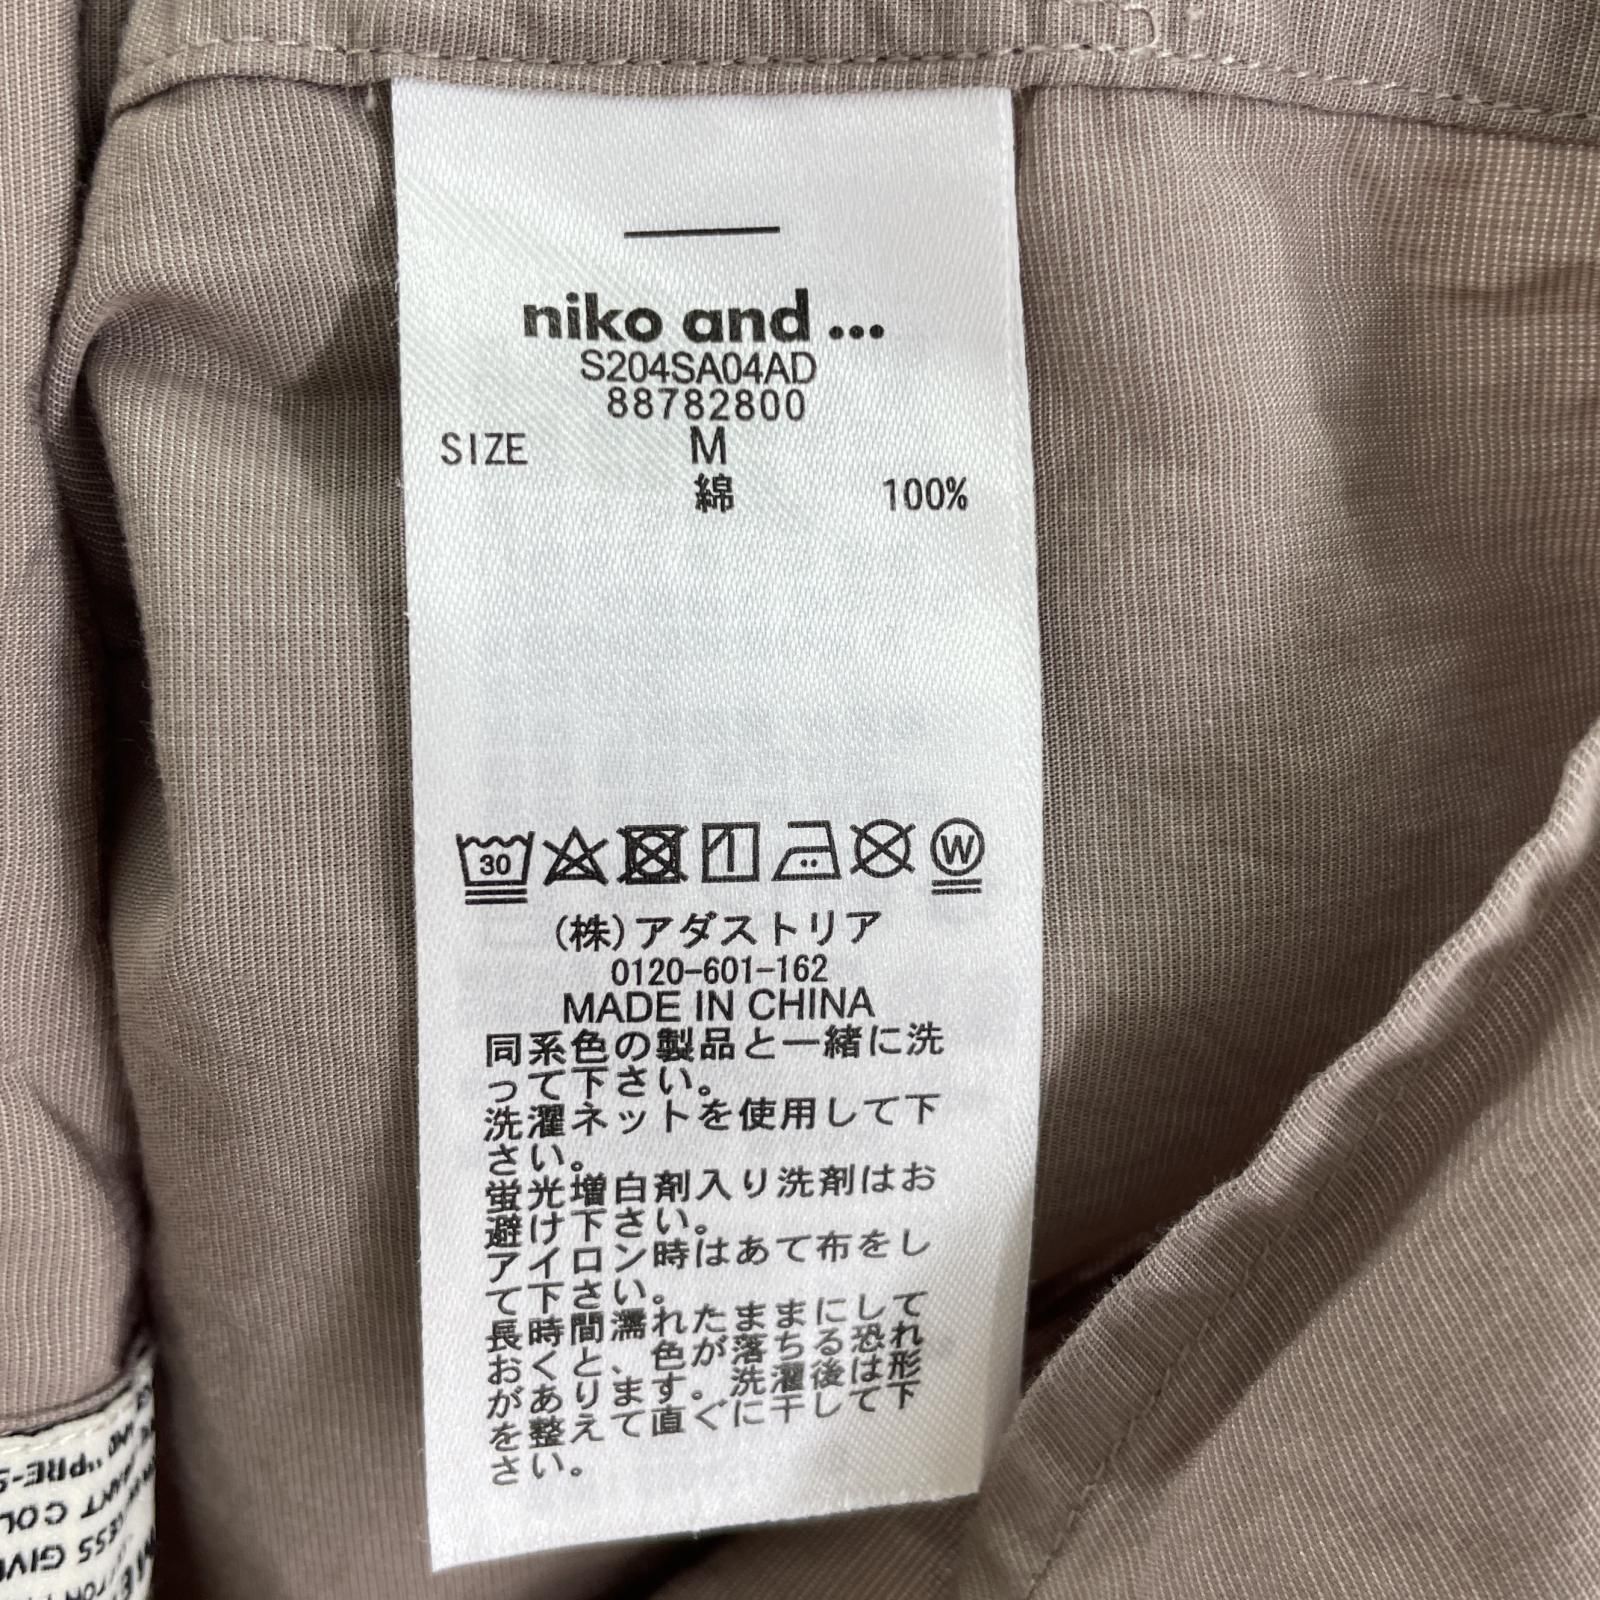 niko and ...
S204SA04AD
88782800
SIZE M
綿 100%
30
W
(株)アダストリア
0120-601-162
MADE IN CHINA
同系色の製品と一緒に洗
って下さい。
洗濯ネットを使用して下
さい。
蛍光増白剤入り洗剤はお
避け下さい。
アイロン時はあて布をし
て下さい。
長時間濡れたままにして
おくと、色が落ちる恐れ
があります。洗濯後は形
を整えて直ぐに干して下
さい。
"PRE-S
COL
CESS GIVE